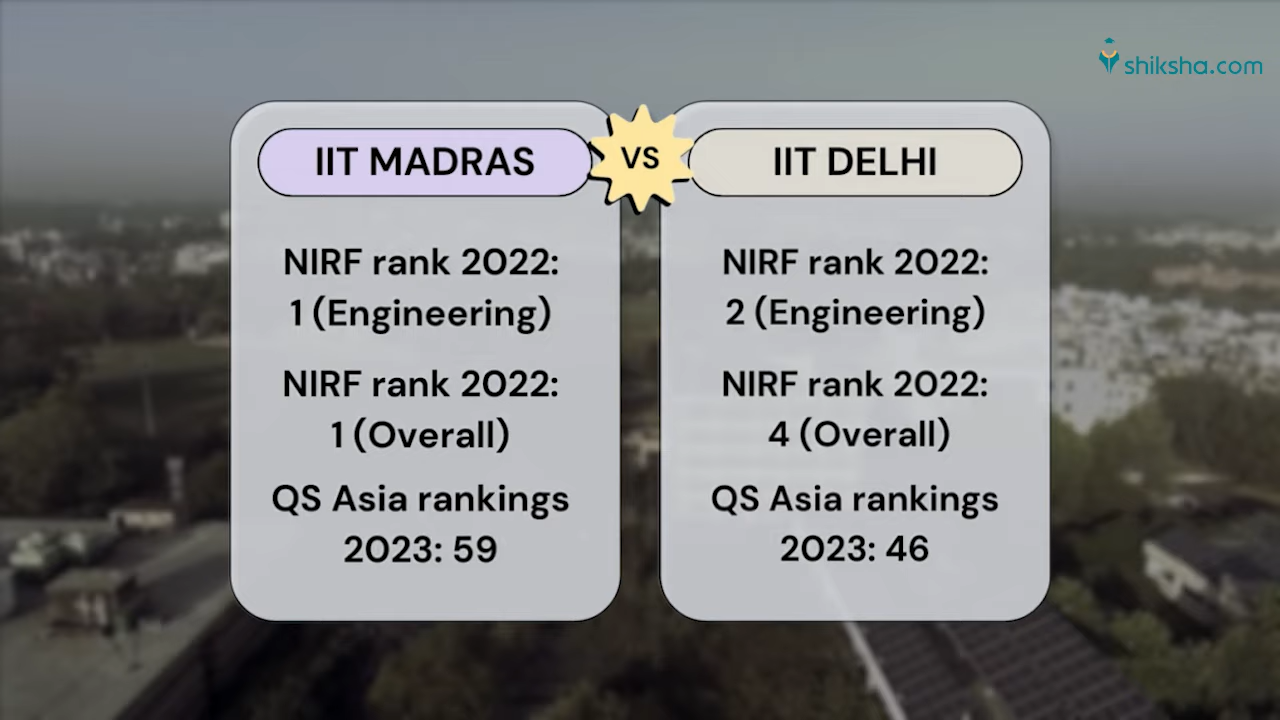 shiksha.com
IIT MADRAS
VS
IIT DELHI
NIRF rank 2022:
1 (Engineering)
NIRF rank 2022:
1 (Overall)
QS Asia rankings
2023: 59
NIRF rank 2022:
2 (Engineering)
NIRF rank 2022:
4 (Overall)
QS Asia rankings
2023: 46